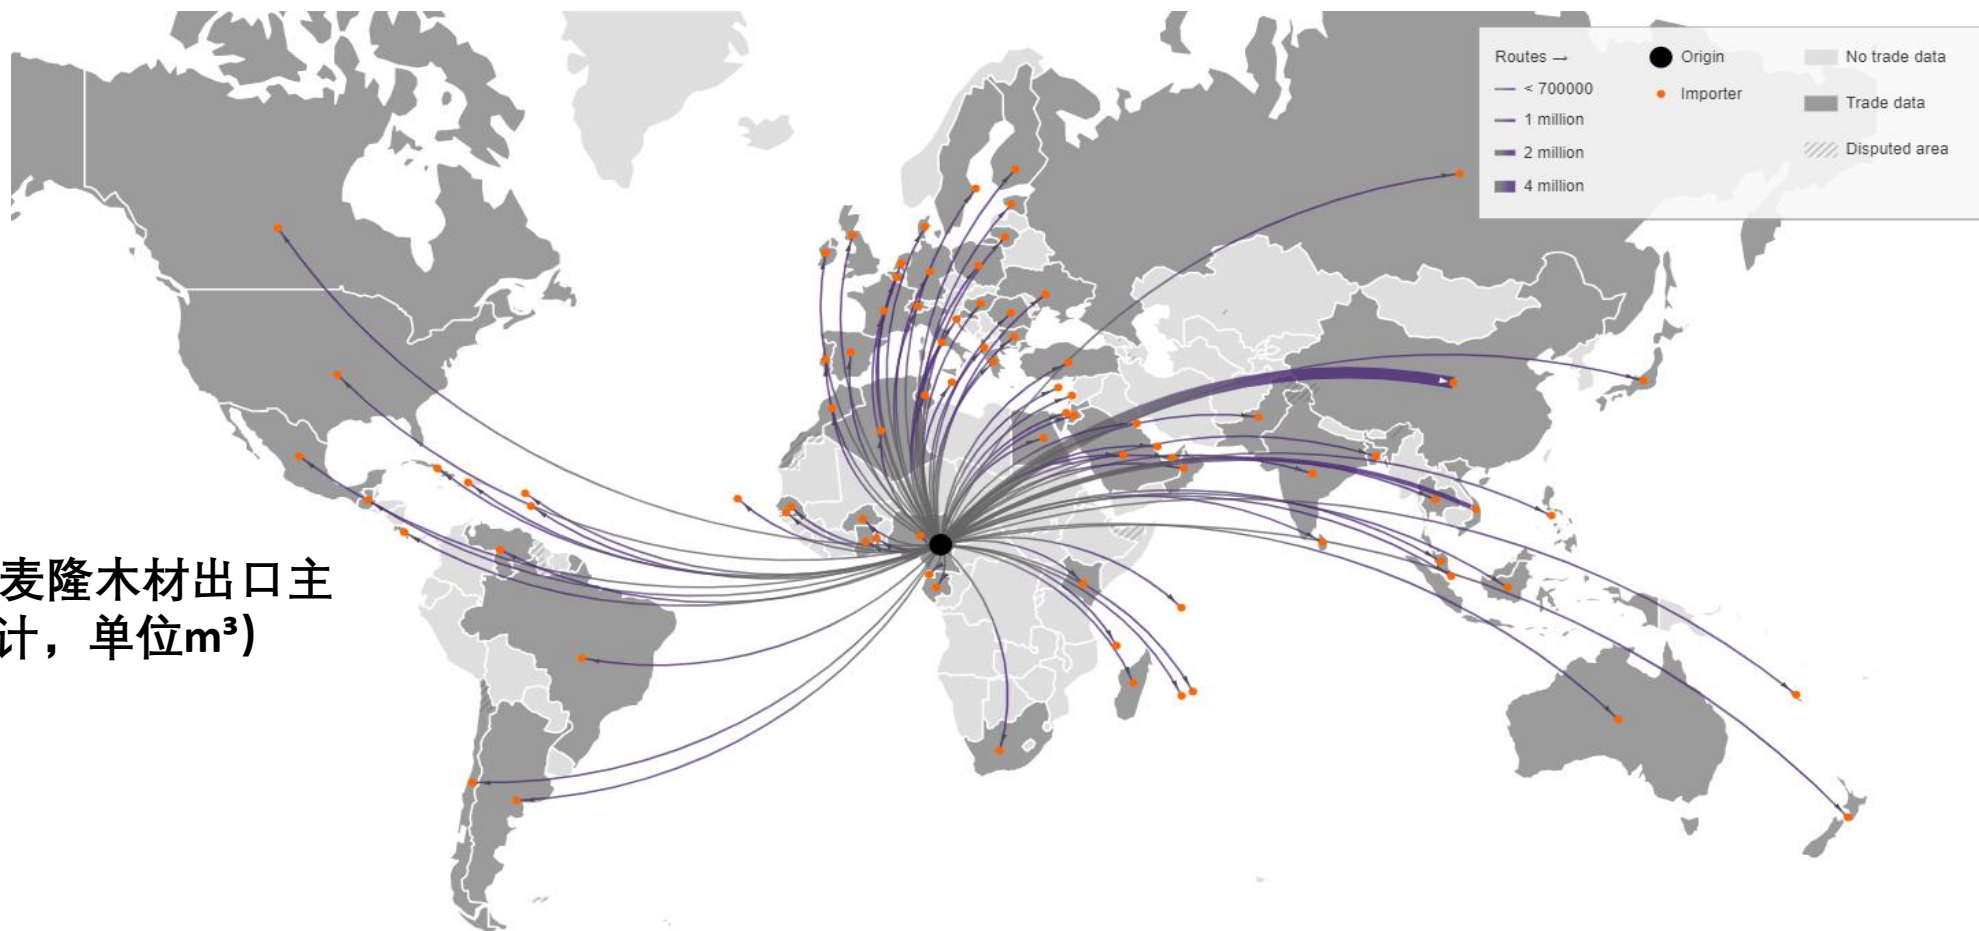 Routes →
< 700000
1 million
2 million
4 million
Origin
Importer
No trade data
Trade data
Disputed area
麦隆木材出口主
计，单位m³)